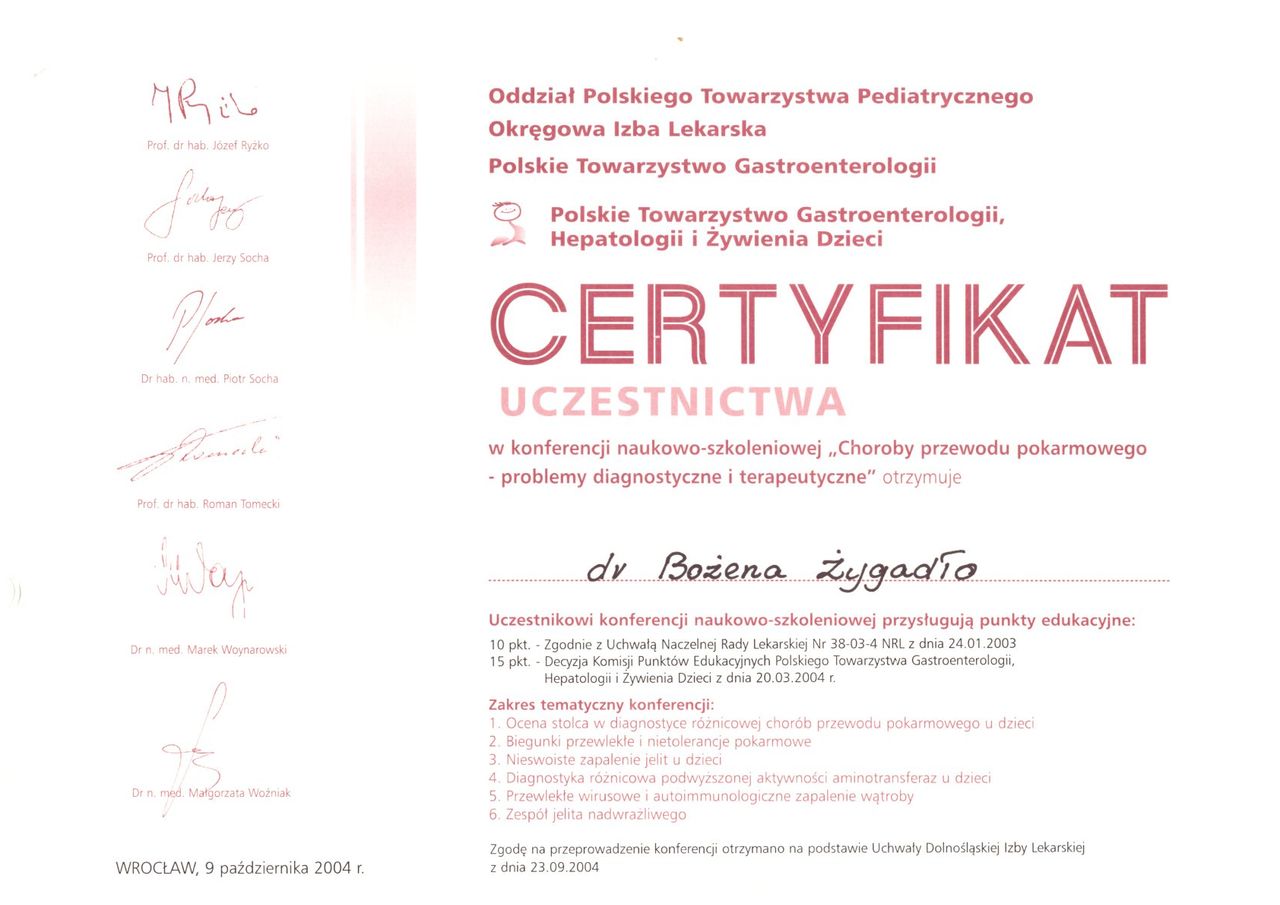 Prof. dr hab. Józef Ryżko
Prof. dr hab. Jerzy Socha
Dr hab. n. med. Piotr Socha
Prof. dr hab. Roman Tomecki
Dr n. med. Marek Woynarowski
Dr n. med. Małgorzata Woźniak
WROCŁAW, 9 października 2004 r.
Oddział Polskiego Towarzystwa Pediatrycznego
Okręgowa Izba Lekarska
Polskie Towarzystwo Gastroenterologii
Polskie Towarzystwo Gastroenterologii,
Hepatologii i Żywienia Dzieci
CERTYFIKAT
UCZESTNICTWA
w konferencji naukowo-szkoleniowej „Choroby przewodu pokarmowego
- problemy diagnostyczne i terapeutyczne” otrzymuje
dr Bożena Żygadło
Uczestnikowi konferencji naukowo-szkoleniowej przysługują punkty edukacyjne:
10 pkt. - Zgodnie z Uchwałą Naczelnej Rady Lekarskiej Nr 38-03-4 NRL z dnia 24.01.2003
15 pkt. - Decyzja Komisji Punktów Edukacyjnych Polskiego Towarzystwa Gastroenterologii,
Hepatologii i Żywienia Dzieci z dnia 20.03.2004 r.
Zakres tematyczny konferencji:
1. Ocena stolca w diagnostyce różnicowej chorób przewodu pokarmowego u dzieci
2. Biegunki przewlekłe i nietolerancje pokarmowe
3. Nieswoiste zapalenie jelit u dzieci
4. Diagnostyka różnicowa podwyższonej aktywności aminotransferaz u dzieci
5. Przewlekłe wirusowe i autoimmunologiczne zapalenie wątroby
6. Zespół jelita nadwrażliwego
Zgodę na przeprowadzenie konferencji otrzymano na podstawie Uchwały Dolnośląskiej Izby Lekarskiej
z dnia 23.09.2004